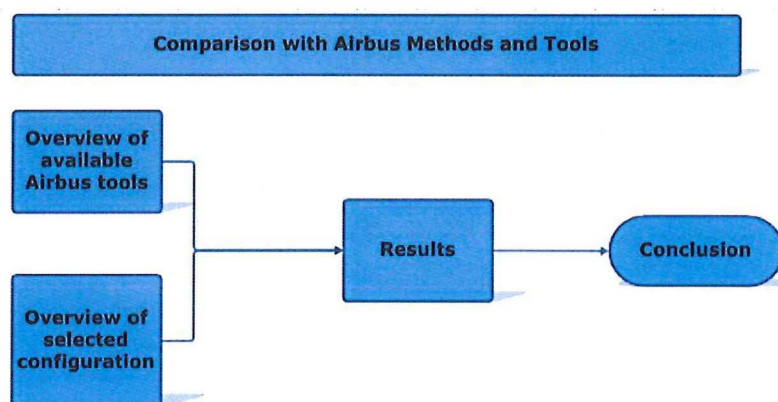 Comparison with Airbus Methods and Tools
Overview of
available
Airbus tools
Results
Conclusion
Overview of
selected
configuration